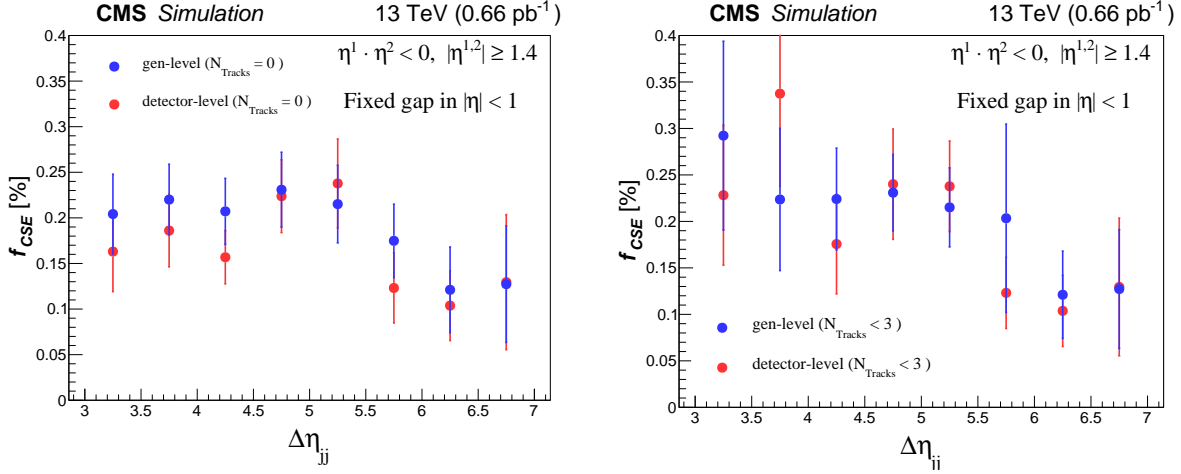 CMS Simulation 13 TeV (0.66 pb⁻¹)
η¹ · η² < 0, |η¹,²| ≥ 1.4
gen-level (N_Tracks = 0 )
detector-level (N_Tracks = 0 )
Fixed gap in |η| < 1
f_CSE [%]
0.4
0.35
0.3
0.25
0.2
0.15
0.1
0.05
0
3 3.5 4 4.5 5 5.5 6 6.5 7
Δη_jj
CMS Simulation 13 TeV (0.66 pb⁻¹)
η¹ · η² < 0, |η¹,²| ≥ 1.4
Fixed gap in |η| < 1
gen-level (N_Tracks < 3 )
detector-level (N_Tracks < 3 )
f_CSE [%]
0.4
0.35
0.3
0.25
0.2
0.15
0.1
0.05
0
3 3.5 4 4.5 5 5.5 6 6.5 7
Δη_jj